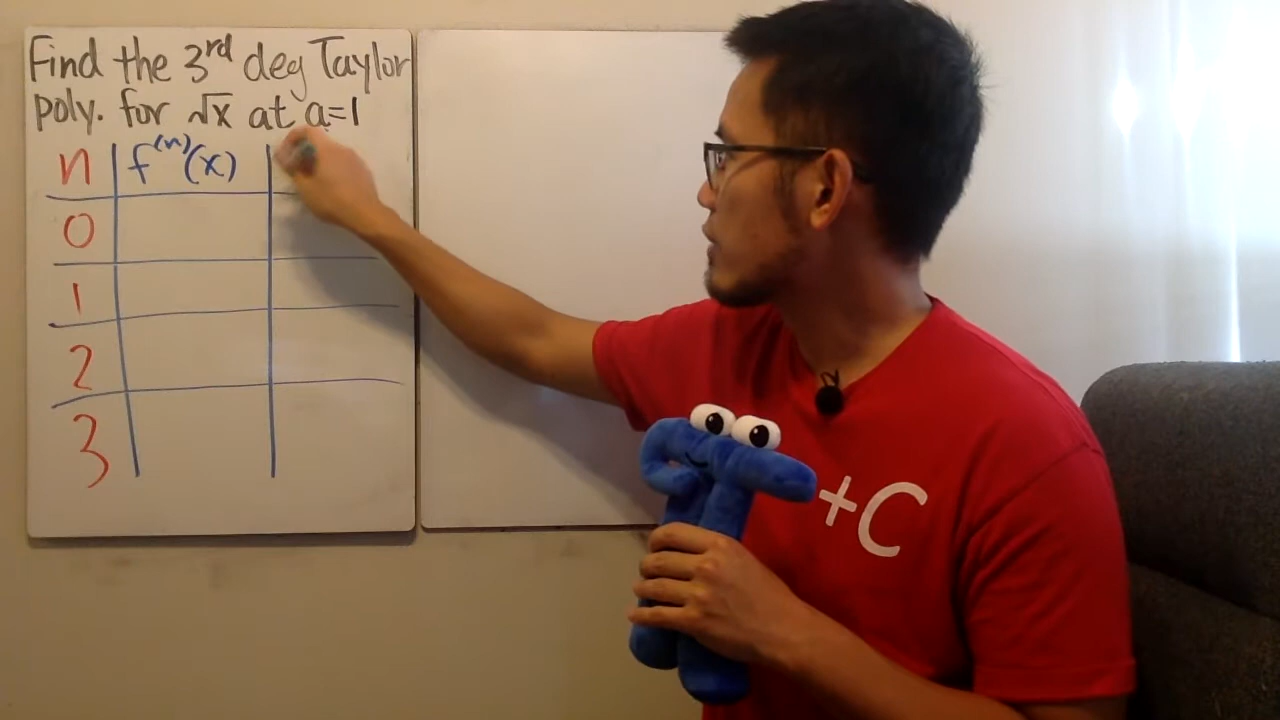 Find the 3rd deg Taylor
poly. for √x at a=1
n f⁽ⁿ⁾(x)
0
1
2
3
+C